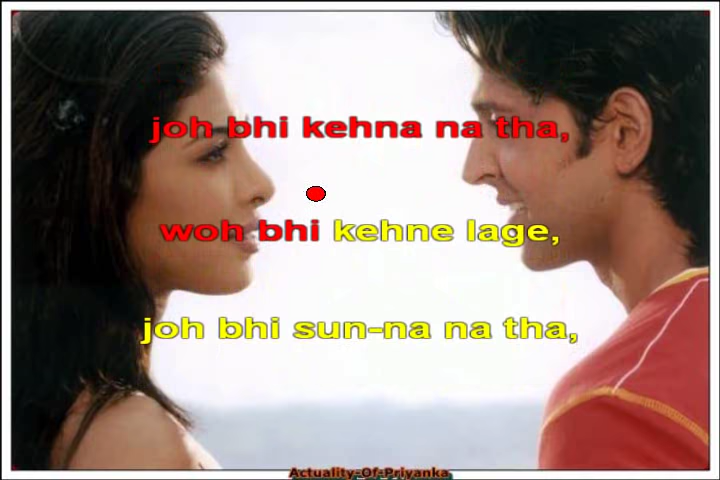 joh bhi kehna na tha,
woh bhi kehne lage,
joh bhi sun-na na tha,
Actuality-Of-Priyanka